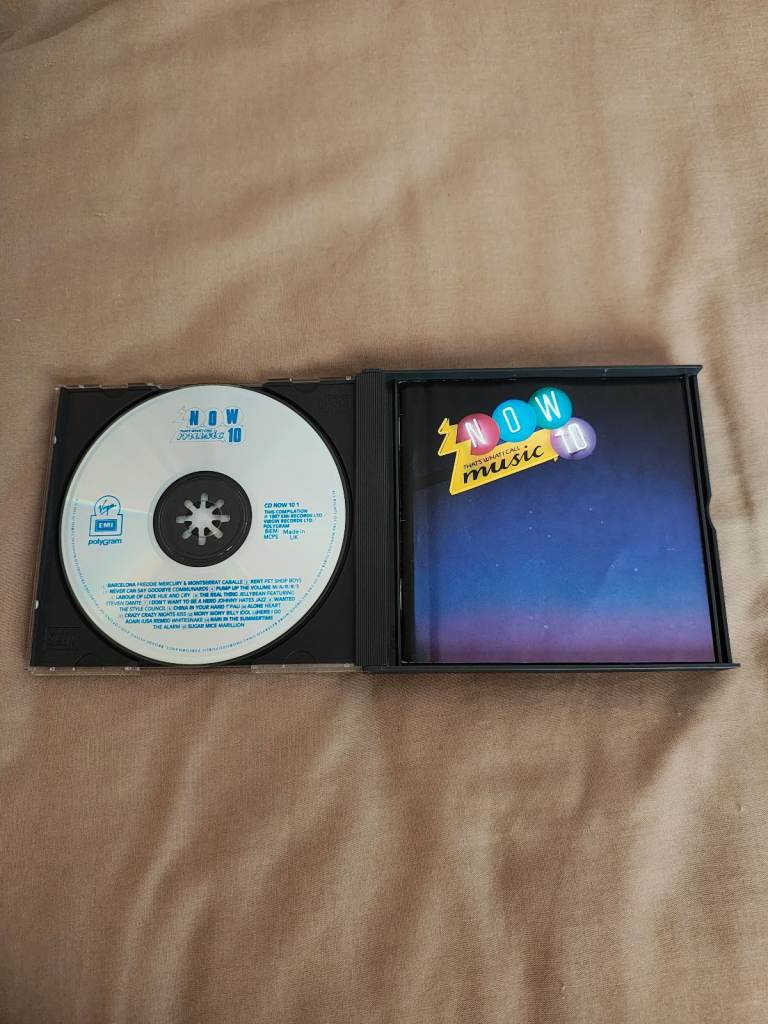 NOW
THAT'S WHAT I CALL
music 10
Virgin
EMI
polyGram
CD NOW 10 1
THIS COMPILATION
℗ 1987 EMI RECORDS LTD./
VIRGIN RECORDS LTD./
POLYGRAM
BIEM/ Made in
MCPS UK
BARCELONA FREDDIE MERCURY & MONTSERRAT CABALLE RENT PET SHOP BOYS
NEVER CAN SAY GOODBYE COMMUNARDS PUMP UP THE VOLUME M/A/R/R/S
LABOUR OF LOVE HUE AND CRY THE REAL THING JELLYBEAN FEATURING
STEVEN DANTE I DON'T WANT TO BE A HERO JOHNNY HATES JAZZ WANTED
THE STYLE COUNCIL CHINA IN YOUR HAND T'PAU ALONE HEART
CRAZY CRAZY NIGHTS KISS MONY MONY BILLY IDOL HERE I GO
AGAIN (USA REMIX) WHITESNAKE RAIN IN THE SUMMERTIME
THE ALARM SUGAR MICE MARILLION
NOW
THAT'S WHAT I CALL
music 10